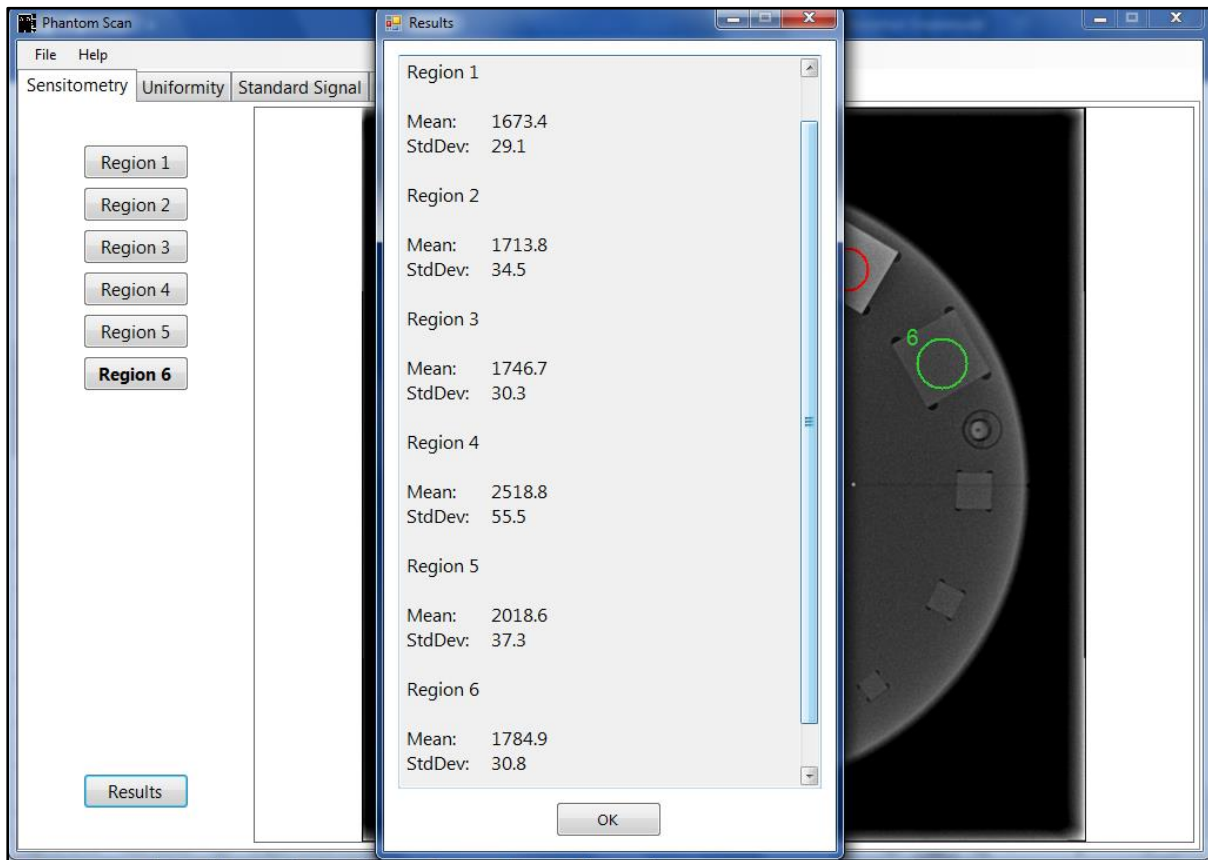 Phantom Scan
File Help
Sensitometry Uniformity Standard Signal
Region 1
Region 2
Region 3
Region 4
Region 5
Region 6
Results
Results
Region 1
Mean: 1673.4
StdDev: 29.1
Region 2
Mean: 1713.8
StdDev: 34.5
Region 3
Mean: 1746.7
StdDev: 30.3
Region 4
Mean: 2518.8
StdDev: 55.5
Region 5
Mean: 2018.6
StdDev: 37.3
Region 6
Mean: 1784.9
StdDev: 30.8
OK
6